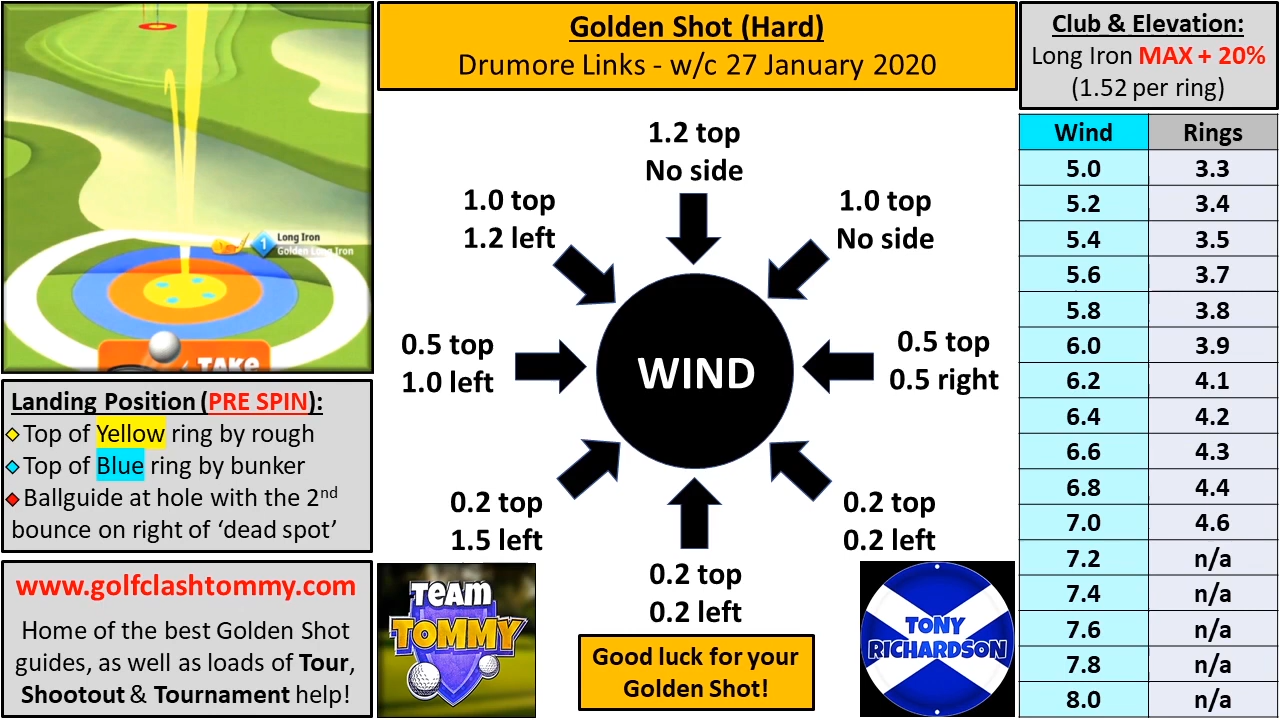 Golden Shot (Hard)
Drumore Links - w/c 27 January 2020
Club & Elevation:
Long Iron MAX + 20%
(1.52 per ring)
1
Long Iron
Golden Long Iron
TAKE
Landing Position (PRE SPIN):
Top of Yellow ring by rough
Top of Blue ring by bunker
Ballguide at hole with the 2nd
bounce on right of ‘dead spot’
www.golfclashtommy.com
Home of the best Golden Shot
guides, as well as loads of Tour,
Shootout & Tournament help!
1.2 top
No side
1.0 top
1.2 left
1.0 top
No side
0.5 top
1.0 left
WIND
0.5 top
0.5 right
0.2 top
1.5 left
0.2 top
0.2 left
0.2 top
0.2 left
TEAM
TOMMY
Good luck for your
Golden Shot!
TONY
RICHARDSON
Wind Rings
5.0 3.3
5.2 3.4
5.4 3.5
5.6 3.7
5.8 3.8
6.0 3.9
6.2 4.1
6.4 4.2
6.6 4.3
6.8 4.4
7.0 4.6
7.2 n/a
7.4 n/a
7.6 n/a
7.8 n/a
8.0 n/a